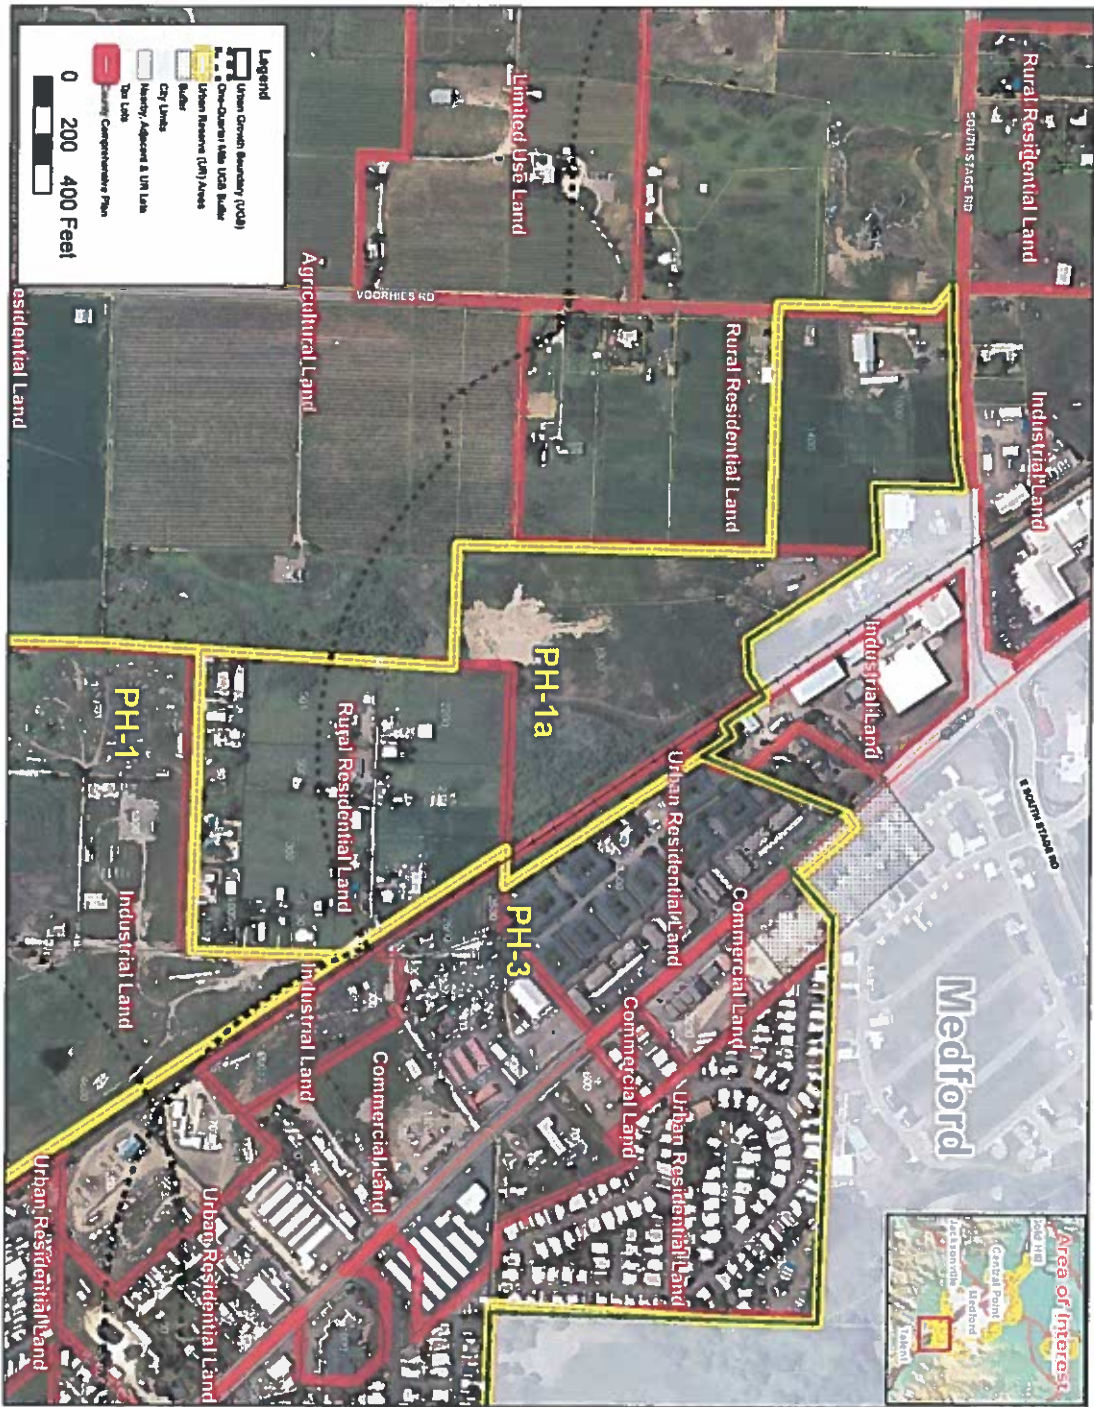 Rural Residential Land
SOUTH STAGE RD
Limited Use Land
Industrial Land
VOORHIES RD
Rural Residential Land
Agricultural Land
esidential Land
Industrial Land
E SOUTH STAGE RD
Medford
PH-1a
Urban Residential Land
Commercial Land
Rural Residential Land
PH-1
PH-3
Industrial Land
Industrial Land
Commercial Land
Commercial Land
Urban Residential Land
Urban Residential Land
Urban Residential Land
Area of Interest
Gold Hill
Central Point
Medford
Jacksonville
Talent
Legend
Urban Growth Boundary (UGB)
One-Quarter Mile UGB Buffer
Urban Reserve (UR) Areas
Buffer
City Limits
Nearby, Adjacent & UR Lots
Tax Lots
County Comprehensive Plan
0 200 400 Feet